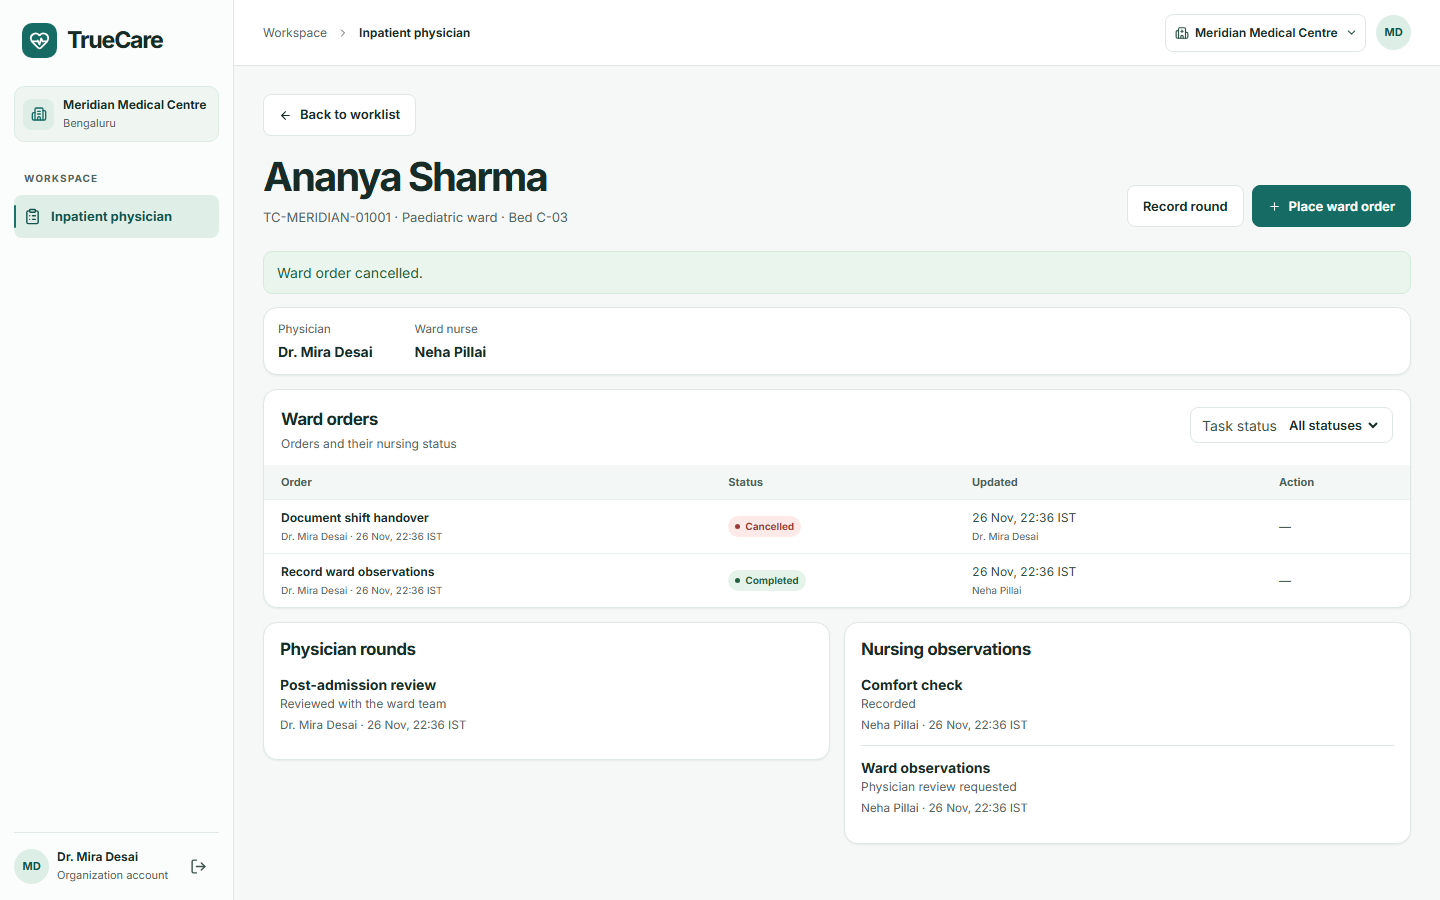 TrueCare
Meridian Medical Centre
Bengaluru
WORKSPACE
Inpatient physician
MD
Dr. Mira Desai
Organization account
Workspace
Inpatient physician
Meridian Medical Centre
MD
Back to worklist
Ananya Sharma
TC-MERIDIAN-01001 · Paediatric ward · Bed C-03
Record round
Place ward order
Ward order cancelled.
Physician
Dr. Mira Desai
Ward nurse
Neha Pillai
Ward orders
Orders and their nursing status
Task status All statuses
Order Status Updated Action
Document shift handover
Dr. Mira Desai · 26 Nov, 22:36 IST
Cancelled
26 Nov, 22:36 IST
Dr. Mira Desai
—
Record ward observations
Dr. Mira Desai · 26 Nov, 22:36 IST
Completed
26 Nov, 22:36 IST
Neha Pillai
—
Physician rounds
Post-admission review
Reviewed with the ward team
Dr. Mira Desai · 26 Nov, 22:36 IST
Nursing observations
Comfort check
Recorded
Neha Pillai · 26 Nov, 22:36 IST
Ward observations
Physician review requested
Neha Pillai · 26 Nov, 22:36 IST